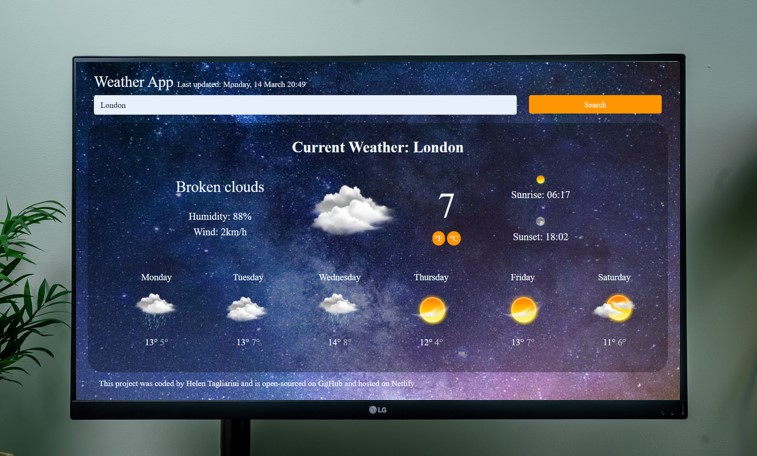 Weather App Last updated: Monday, 14 March 20:49
London
Search
Current Weather: London
Broken clouds
Humidity: 88%
Wind: 2km/h
7
°F °C
Sunrise: 06:17
Sunset: 18:02
Monday Tuesday Wednesday Thursday Friday Saturday
13° 5° 13° 7° 14° 8° 12° 4° 13° 7° 11° 6°
This project was coded by Helen Tagliarini and is open-sourced on GitHub and hosted on Netlify.
LG